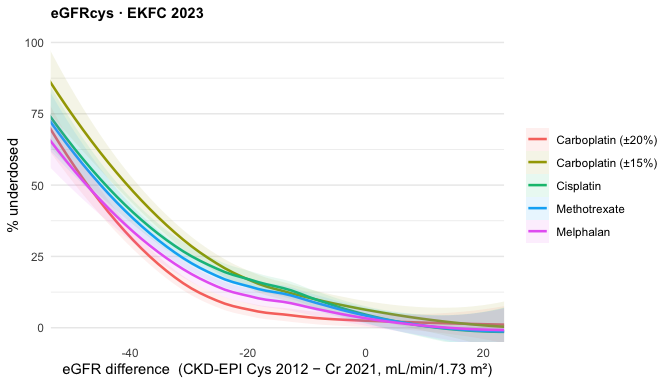 eGFRcys · EKFC 2023
100
75
50
25
0
% underdosed
-40
-20
0
20
eGFR difference  (CKD-EPI Cys 2012 − Cr 2021, mL/min/1.73 m²)
Carboplatin (±20%)
Carboplatin (±15%)
Cisplatin
Methotrexate
Melphalan